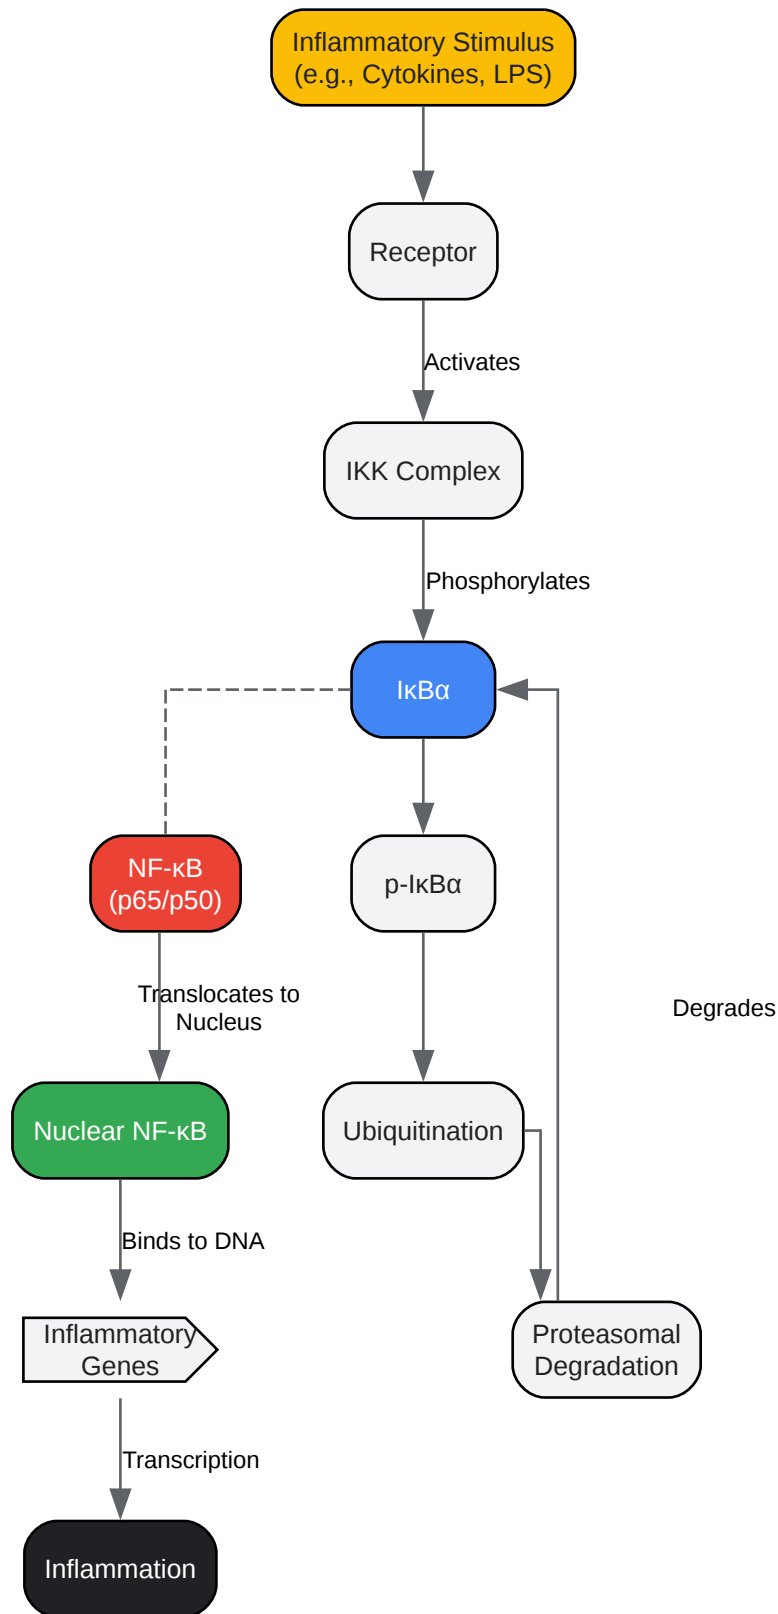 Inflammatory Stimulus
(e.g., Cytokines, LPS)
Receptor
Activates
IKK Complex
Phosphorylates
IκBα
NF-κB
(p65/p50)
p-IκBα
Translocates to
Nucleus
Degrades
Nuclear NF-κB
Ubiquitination
Binds to DNA
Inflammatory
Genes
Proteasomal
Degradation
Transcription
Inflammation